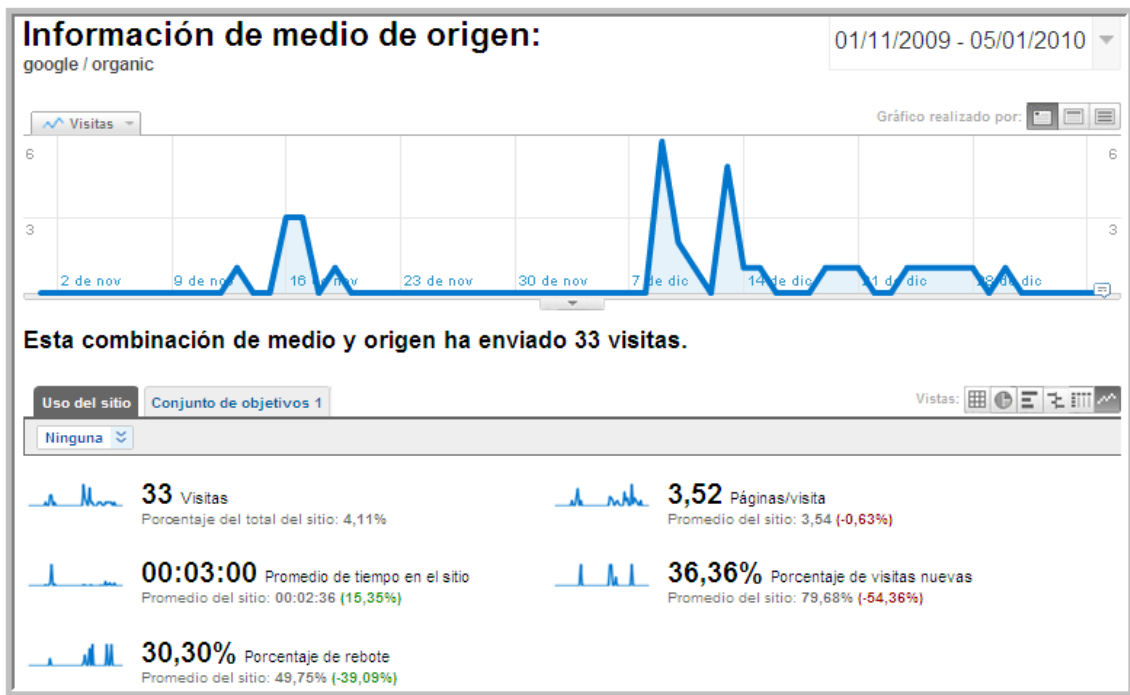 Información de medio de origen:
google / organic
01/11/2009 - 05/01/2010
Visitas
Gráfico realizado por:
6 6
3 3
2 de nov 9 de nov 16 de nov 23 de nov 30 de nov 7 de dic 14 de dic 21 de dic 28 de dic
Esta combinación de medio y origen ha enviado 33 visitas.
Uso del sitio Conjunto de objetivos 1
Vistas:
Ninguna
33 Visitas
Porcentaje del total del sitio: 4,11%
3,52 Páginas/visita
Promedio del sitio: 3,54 (-0,63%)
00:03:00 Promedio de tiempo en el sitio
Promedio del sitio: 00:02:36 (15,35%)
36,36% Porcentaje de visitas nuevas
Promedio del sitio: 79,68% (-54,36%)
30,30% Porcentaje de rebote
Promedio del sitio: 49,75% (-39,09%)